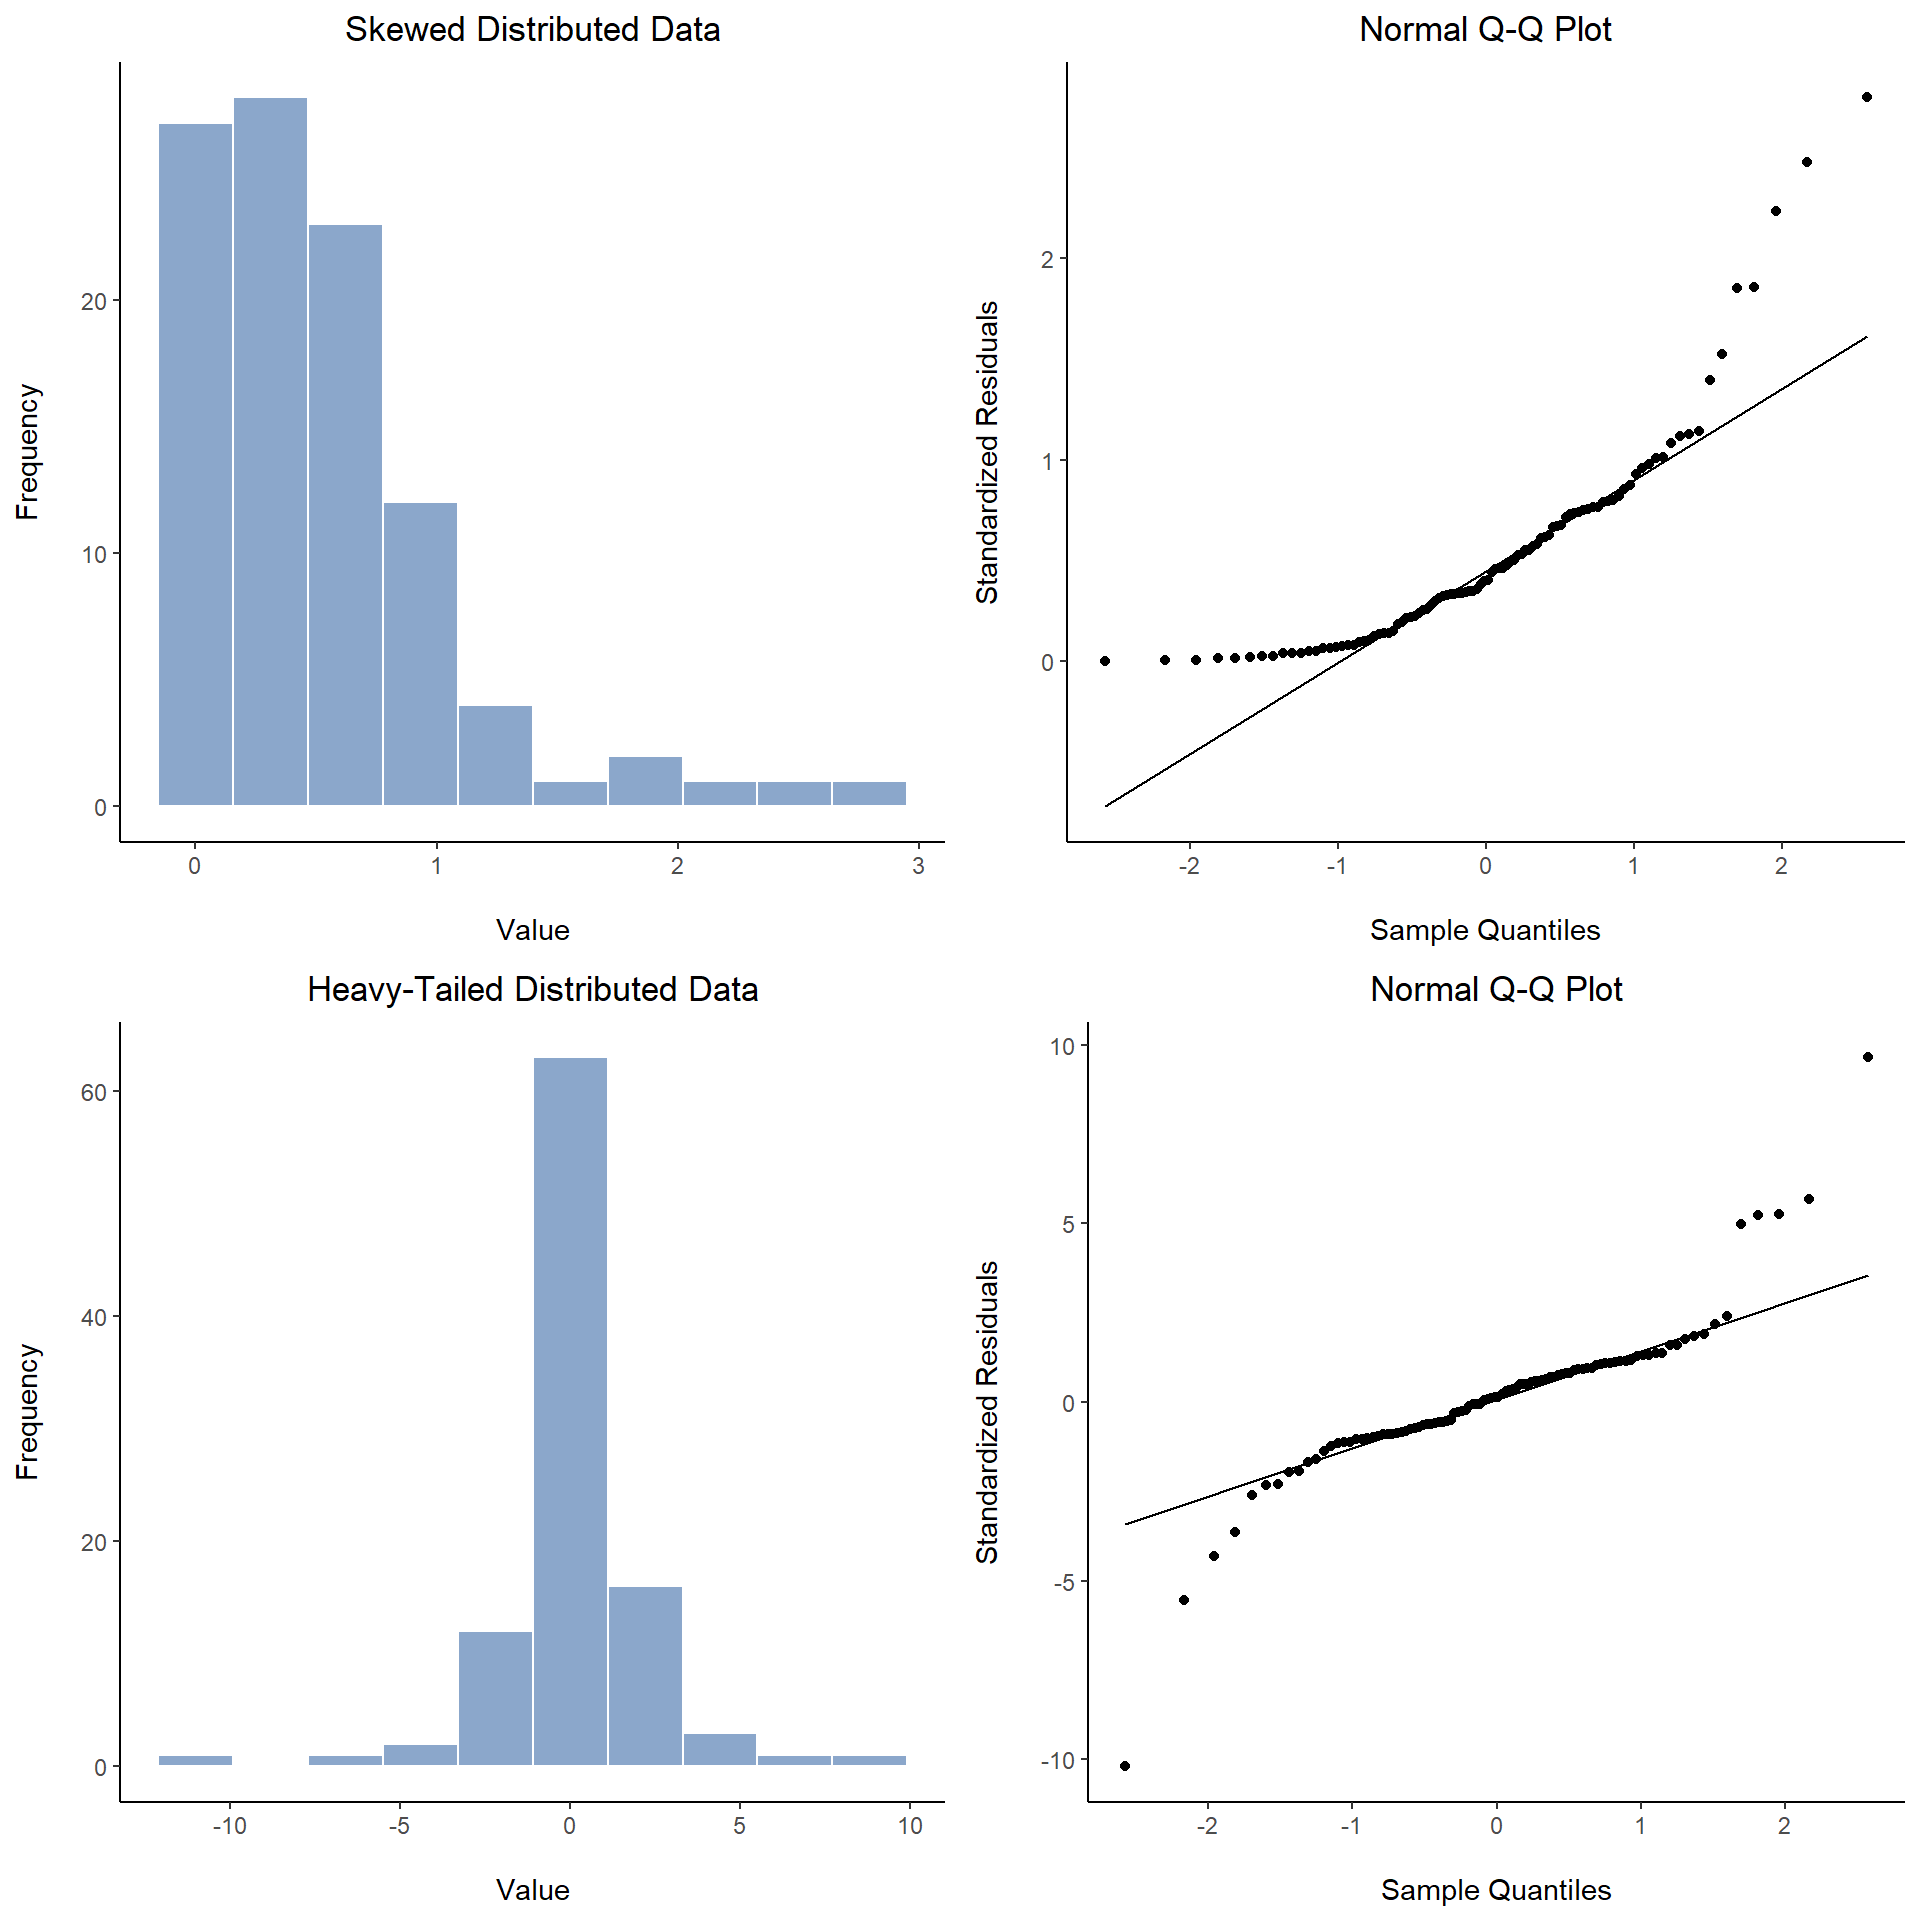 Skewed Distributed Data
Frequency
20
10
0
0 1 2 3
Value
Normal Q-Q Plot
Standardized Residuals
2
1
0
-2 -1 0 1 2
Sample Quantiles
Heavy-Tailed Distributed Data
Frequency
60
40
20
0
-10 -5 0 5 10
Value
Normal Q-Q Plot
Standardized Residuals
10
5
0
-5
-10
-2 -1 0 1 2
Sample Quantiles